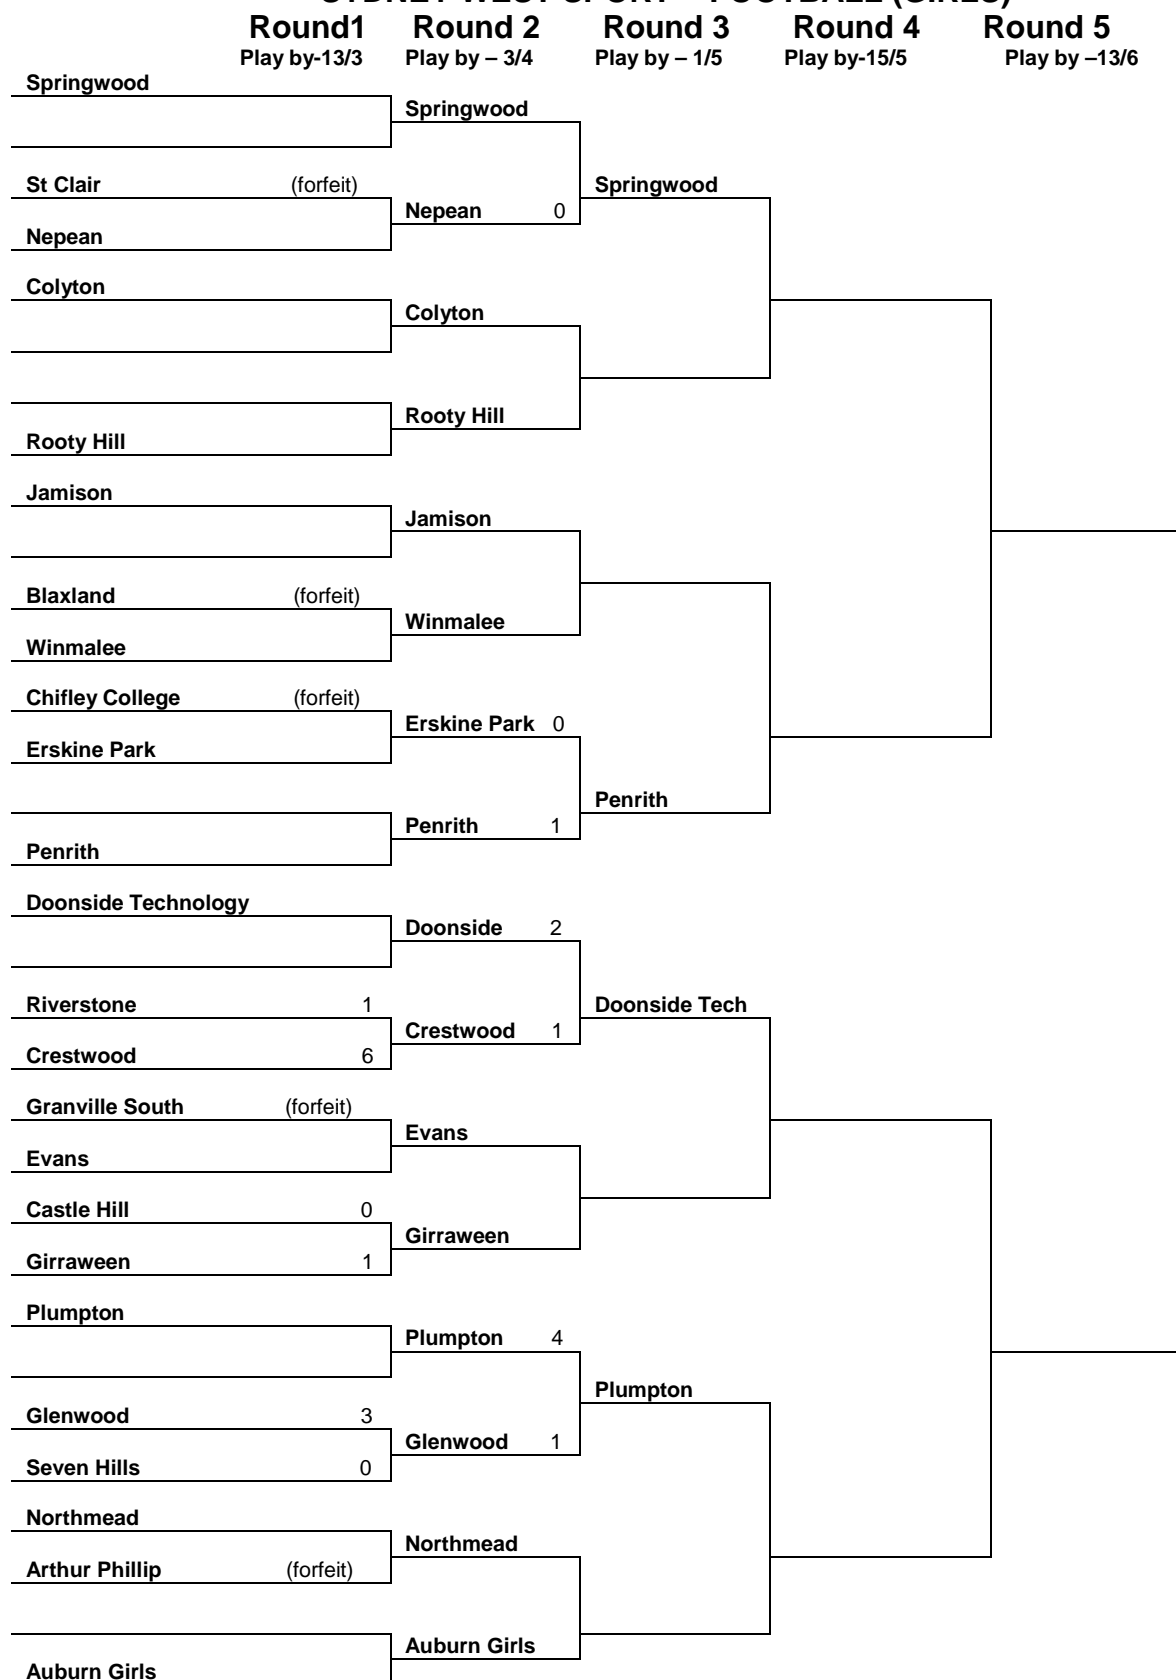 Round1 Round 2 Round 3 Round 4 Round 5
Play by-13/3 Play by – 3/4 Play by – 1/5 Play by-15/5 Play by –13/6
Springwood
Springwood
St Clair (forfeit) Springwood
Nepean 0
Nepean
Colyton
Colyton
Rooty Hill
Rooty Hill
Jamison
Jamison
Blaxland (forfeit)
Winmalee
Winmalee
Chifley College (forfeit)
Erskine Park 0
Erskine Park
Penrith
Penrith 1
Penrith
Doonside Technology
Doonside 2
Riverstone 1 Doonside Tech
Crestwood 1
Crestwood 6
Granville South (forfeit)
Evans
Evans
Castle Hill 0
Girraween
Girraween 1
Plumpton
Plumpton 4
Plumpton
Glenwood 3
Glenwood 1
Seven Hills 0
Northmead
Northmead
Arthur Phillip (forfeit)
Auburn Girls
Auburn Girls